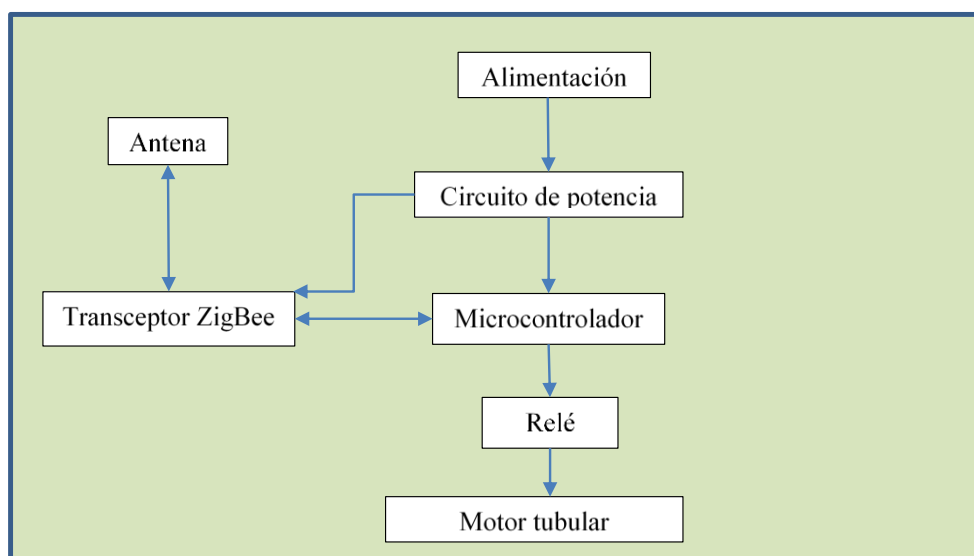 Alimentación
Antena
Circuito de potencia
Transceptor ZigBee
Microcontrolador
Relé
Motor tubular